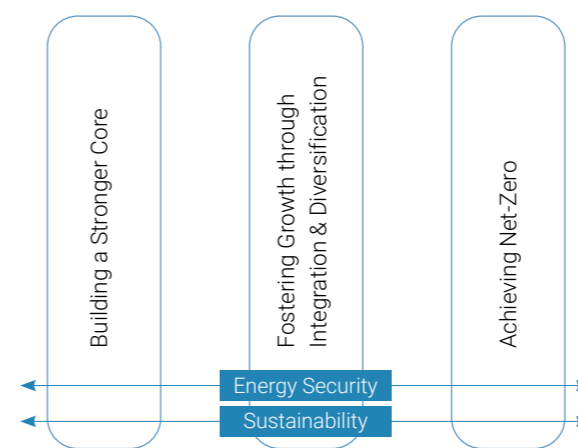 Building a Stronger Core
Fostering Growth through
Integration & Diversification
Achieving Net-Zero
Energy Security
Sustainability